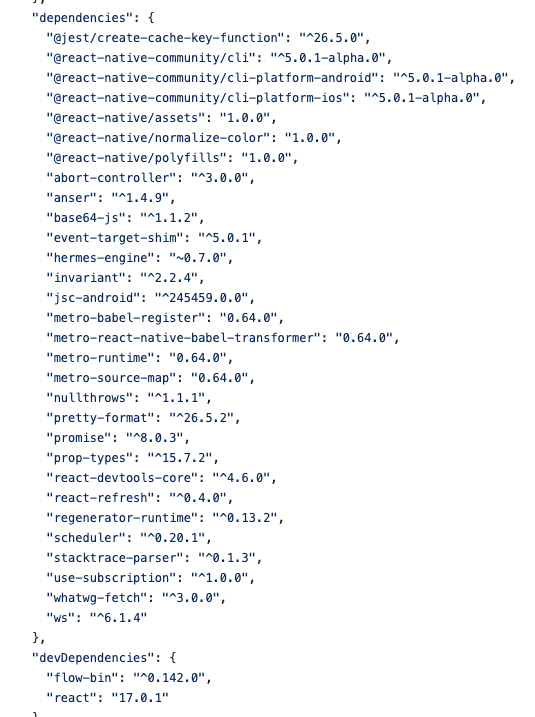 },
"dependencies": {
"@jest/create-cache-key-function": "^26.5.0",
"@react-native-community/cli": "^5.0.1-alpha.0",
"@react-native-community/cli-platform-android": "^5.0.1-alpha.0",
"@react-native-community/cli-platform-ios": "^5.0.1-alpha.0",
"@react-native/assets": "1.0.0",
"@react-native/normalize-color": "1.0.0",
"@react-native/polyfills": "1.0.0",
"abort-controller": "^3.0.0",
"anser": "^1.4.9",
"base64-js": "^1.1.2",
"event-target-shim": "^5.0.1",
"hermes-engine": "~0.7.0",
"invariant": "^2.2.4",
"jsc-android": "^245459.0.0",
"metro-babel-register": "0.64.0",
"metro-react-native-babel-transformer": "0.64.0",
"metro-runtime": "0.64.0",
"metro-source-map": "0.64.0",
"nullthrows": "^1.1.1",
"pretty-format": "^26.5.2",
"promise": "^8.0.3",
"prop-types": "^15.7.2",
"react-devtools-core": "^4.6.0",
"react-refresh": "^0.4.0",
"regenerator-runtime": "^0.13.2",
"scheduler": "^0.20.1",
"stacktrace-parser": "^0.1.3",
"use-subscription": "^1.0.0",
"whatwg-fetch": "^3.0.0",
"ws": "^6.1.4"
},
"devDependencies": {
"flow-bin": "^0.142.0",
"react": "17.0.1"
}